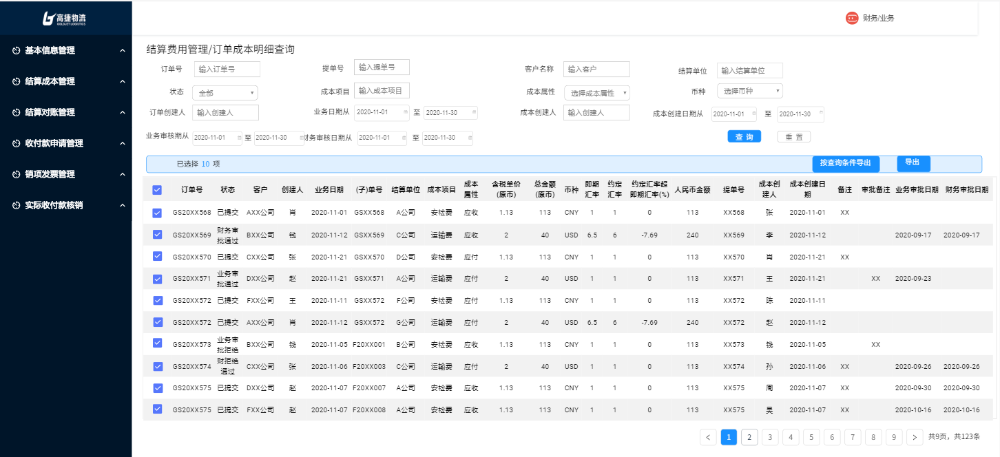 高捷物流
GOLDJET LOGISTICS
财务/业务
基本信息管理
结算成本管理
结算对账管理
收付款申请管理
销项发票管理
实际收付款核销
结算费用管理/订单成本明细查询
订单号 输入订单号 提单号 输入提单号 客户名称 输入客户 结算单位 输入结算单位
状态 全部 成本项目 输入成本项目 成本属性 选择成本属性 币种 选择币种
订单创建人 输入创建人 业务日期从 2020-11-01 至 2020-11-30 成本创建人 输入创建人 成本创建日期从 2020-11-01 至 2020-11-30
业务审核期从 2020-11-01 至 2020-11-30 财务审核日期从 2020-11-01 至 2020-11-30 查 询 重 置
已选择 10 项 按查询条件导出 导出
订单号 状态 客户 创建人 业务日期 (子)单号 结算单位 成本项目 成本属性 含税单价(原币) 总金额(原币) 币种 即期汇率 约定汇率 约定汇率超即期汇率(%) 人民币金额 提单号 成本创建人 成本创建日期 备注 审批备注 业务审批日期 财务审批日期
GS20XX568 已提交 AXX公司 肖 2020-11-01 GSXX568 A公司 安检费 应收 1.13 113 CNY 1 1 0 113 XX568 张 2020-11-01 XX
GS20XX569 财务审批通过 BXX公司 钱 2020-11-12 GSXX569 C公司 运输费 应收 2 40 USD 6.5 6 -7.69 240 XX569 李 2020-11-12 2020-09-17 2020-09-17
GS20XX570 已提交 CXX公司 张 2020-11-21 GSXX570 D公司 安检费 应付 1.13 113 CNY 1 1 0 113 XX570 肖 2020-11-21 XX
GS20XX571 业务审批通过 DXX公司 赵 2020-11-21 GSXX571 A公司 运输费 应付 2 40 USD 1 1 0 113 XX571 王 2020-11-21 XX 2020-09-23
GS20XX572 已提交 FXX公司 王 2020-11-11 GSXX572 F公司 安检费 应付 1.13 113 CNY 1 1 0 113 XX572 陈 2020-11-11
GS20XX572 已提交 AXX公司 肖 2020-11-12 GSXX572 G公司 运输费 应付 2 40 USD 6.5 6 -7.69 240 XX572 赵 2020-11-12
GS20XX573 业务审批拒绝 BXX公司 钱 2020-11-05 F20XX001 B公司 安检费 应收 1.13 113 CNY 1 1 0 113 XX573 钱 2020-11-05 XX
GS20XX574 财拒绝通过 CXX公司 张 2020-11-06 F20XX003 C公司 运输费 应付 2 40 USD 1 1 0 113 XX574 孙 2020-11-06 XX 2020-09-26 2020-09-26
GS20XX575 已提交 DXX公司 赵 2020-11-07 F20XX007 A公司 安检费 应收 1.13 113 CNY 1 1 0 113 XX575 周 2020-11-07 XX 2020-09-30 2020-09-30
GS20XX575 已提交 FXX公司 赵 2020-11-07 F20XX008 A公司 安检费 应收 1.13 113 CNY 1 1 0 113 XX575 吴 2020-11-07 XX 2020-10-16 2020-10-16
< 1 2 3 4 5 6 7 8 9 > 共9页，共123条